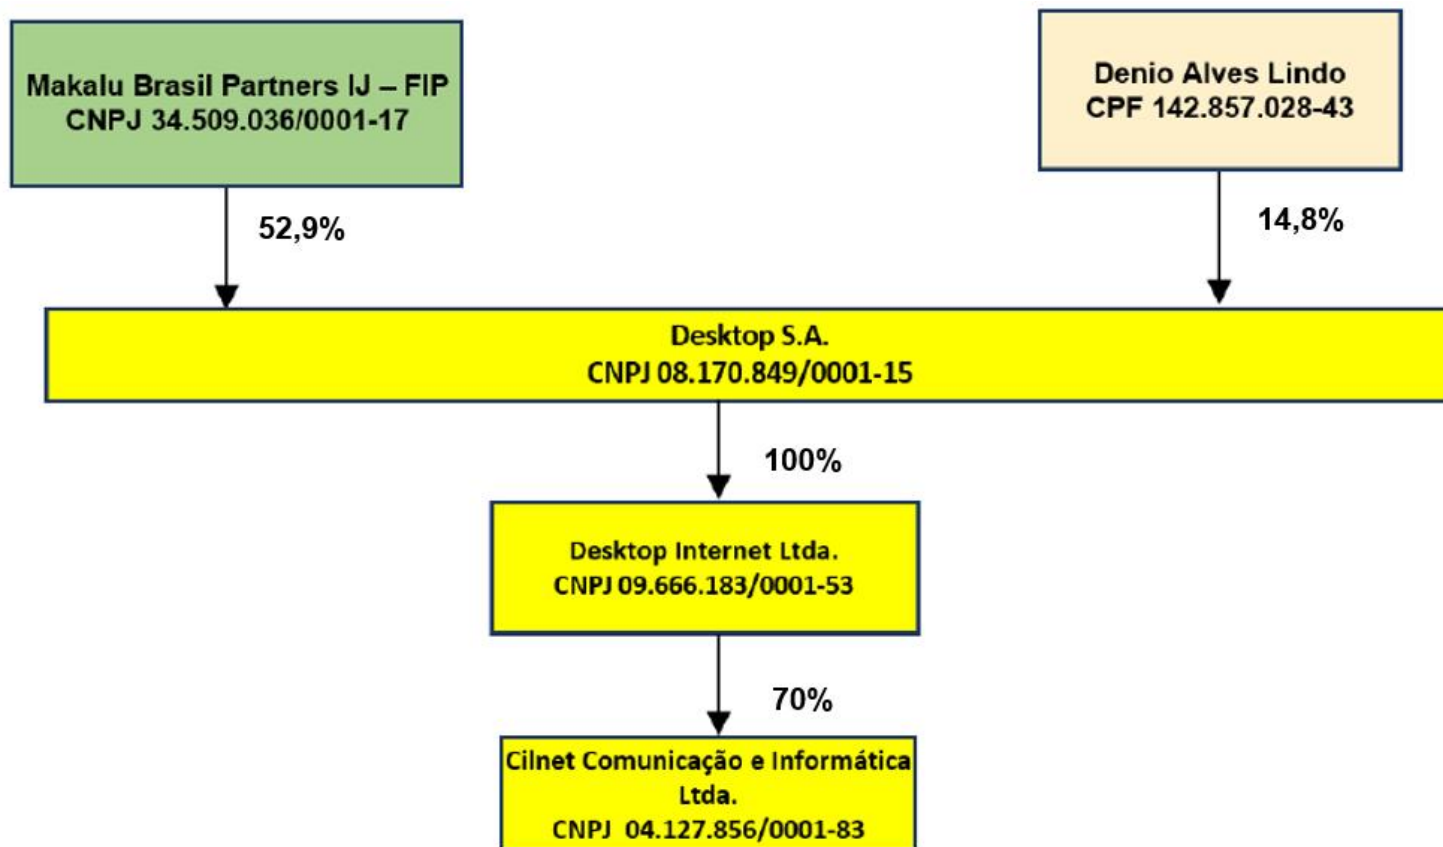 Makalu Brasil Partners IJ – FIP
CNPJ 34.509.036/0001-17
Denio Alves Lindo
CPF 142.857.028-43
52,9%
14,8%
Desktop S.A.
CNPJ 08.170.849/0001-15
100%
Desktop Internet Ltda.
CNPJ 09.666.183/0001-53
70%
Cilnet Comunicação e Informática
Ltda.
CNPJ 04.127.856/0001-83